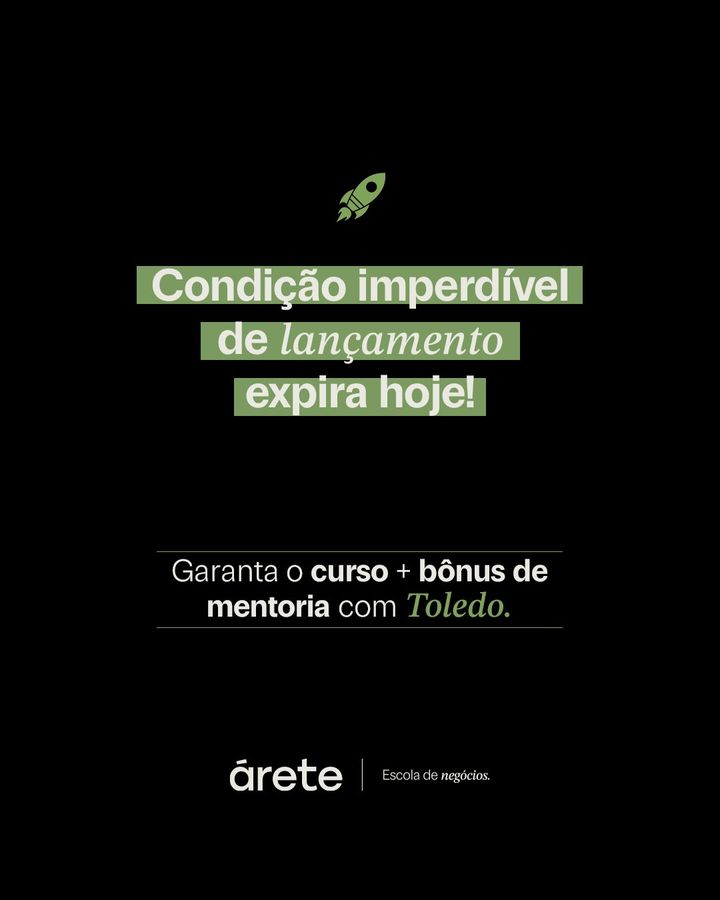 Condição imperdível
de lançamento
expira hoje!
Garanta o curso + bônus de
mentoria com Toledo.
árete
Escola de negócios.